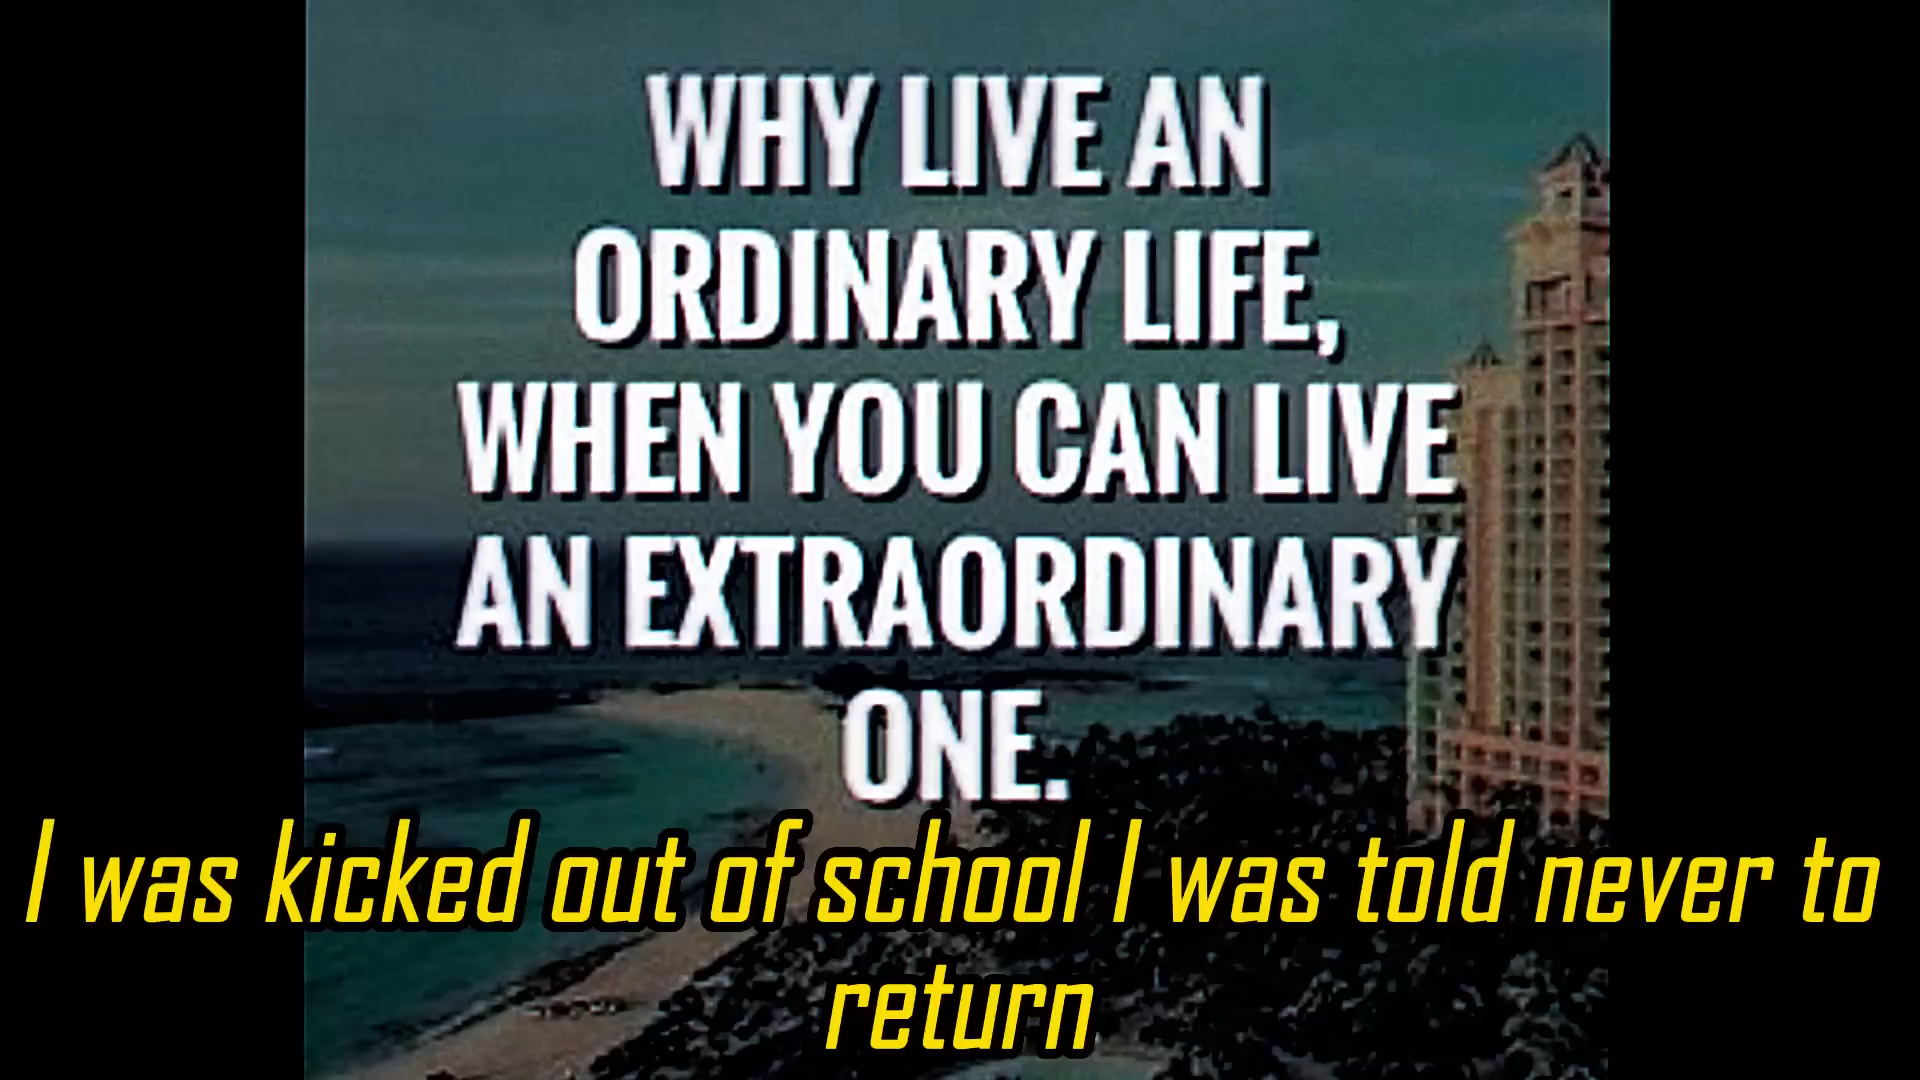 WHY LIVE AN
ORDINARY LIFE,
WHEN YOU CAN LIVE
AN EXTRAORDINARY
ONE.
I was kicked out of school I was told never to
return